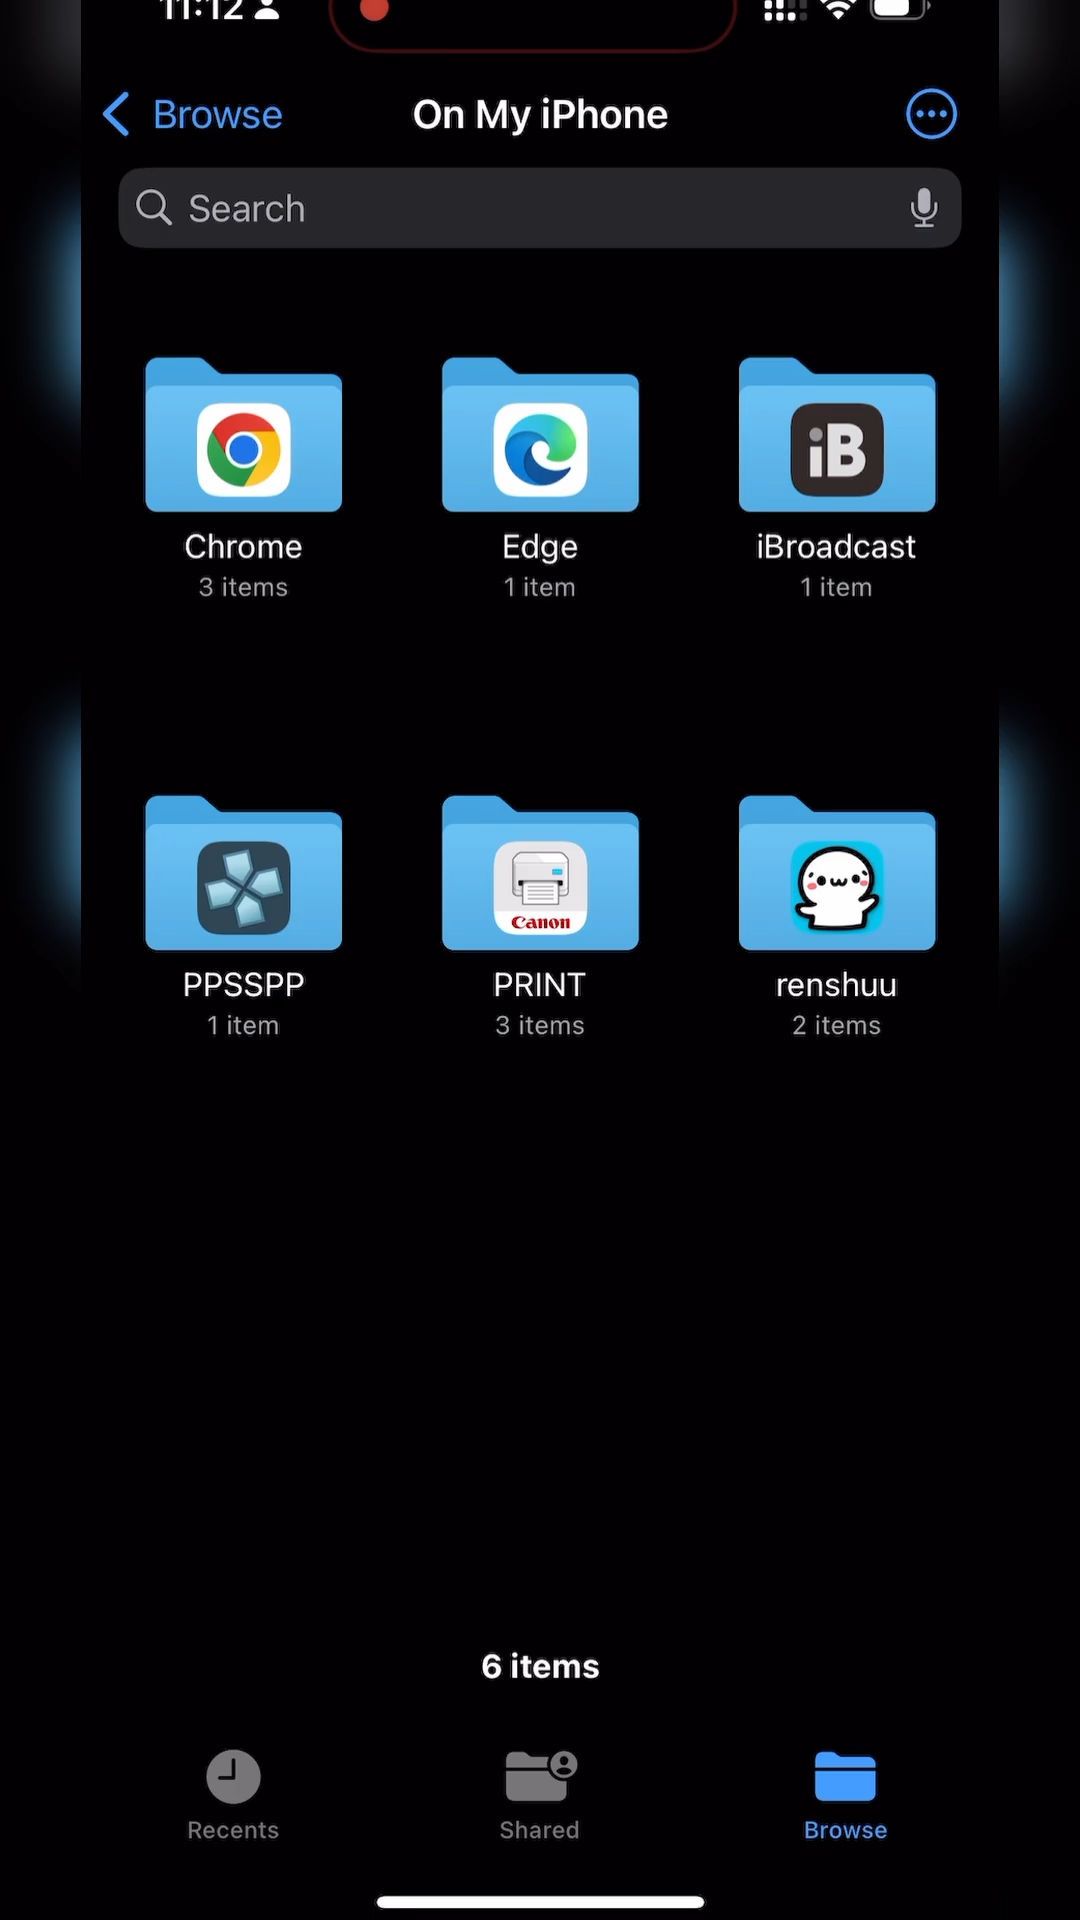 11:12
Browse
On My iPhone
Search
iB
Chrome
Edge
iBroadcast
3 items
1 item
1 item
Canon
PPSSPP
PRINT
renshuu
1 item
3 items
2 items
6 items
Recents
Shared
Browse